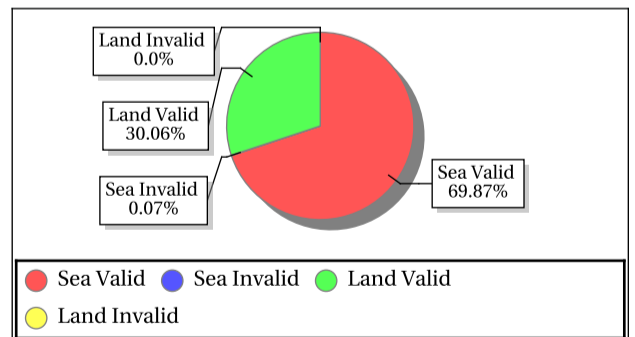 Land Invalid
0.0%
Land Valid
30.06%
Sea Invalid
0.07%
Sea Valid
69.87%
Sea Valid Sea Invalid Land Valid
Land Invalid